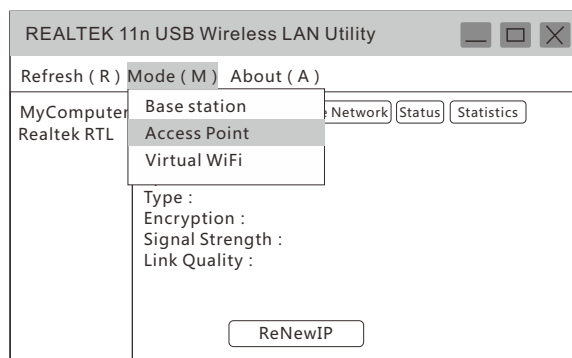 REALTEK 11n USB Wireless LAN Utility
Refresh ( R ) Mode ( M ) About ( A )
MyComputer
Realtek RTL
Base station
Access Point
Virtual WiFi
Network Status Statistics
Type :
Encryption :
Signal Strength :
Link Quality :
ReNewIP